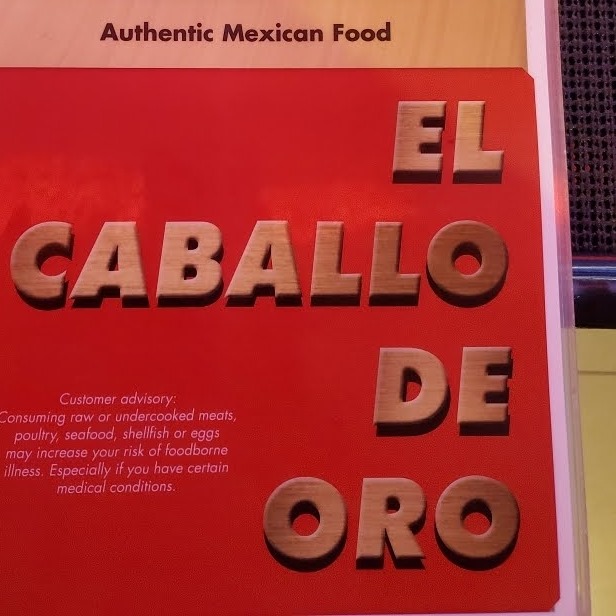 Authentic Mexican Food
EL
CABALLO
DE
ORO
Customer advisory:
Consuming raw or undercooked meats,
poultry, seafood, shellfish or eggs
may increase your risk of foodborne
illness. Especially if you have certain
medical conditions.